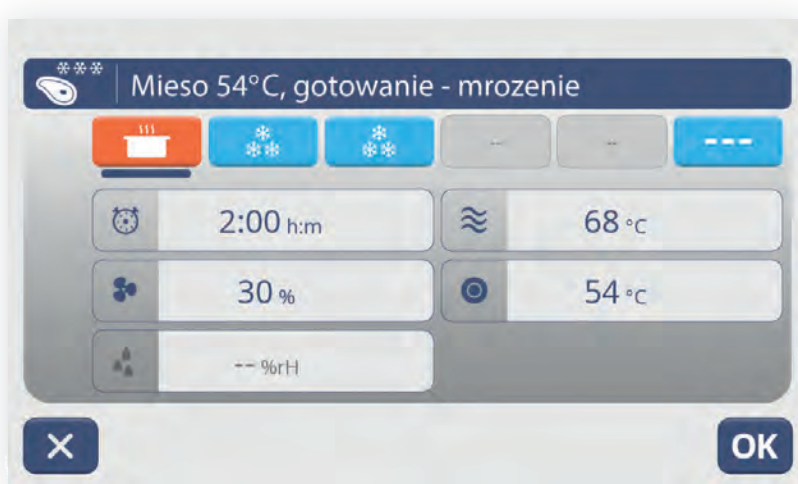 Mieso 54°C, gotowanie - mrozenie
-- -- ---
2:00 h:m 68 °C
30 % 54 °C
-- %rH
OK